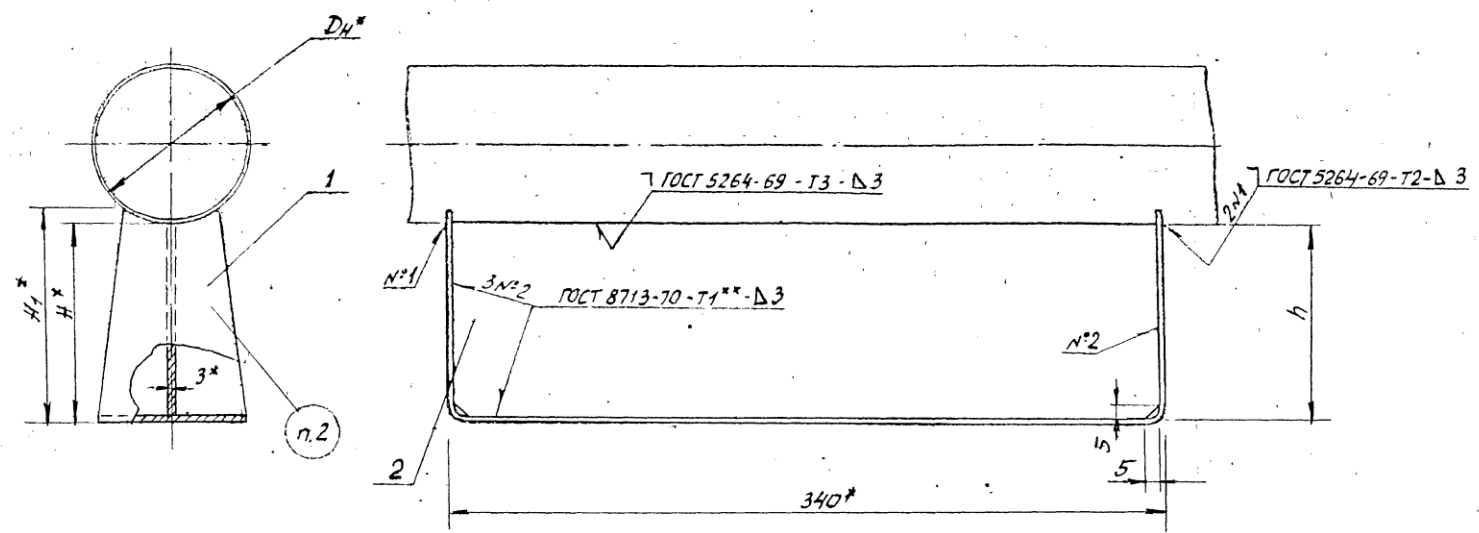 Dн*
1
H1*
H*
3*
п.2
ГОСТ 5264-69-Т3-Δ3
2№1
ГОСТ 5264-69-Т2-Δ 3
№1
3№2
ГОСТ 8713-70-Т1**-Δ3
№2
h
2
5
5
340*